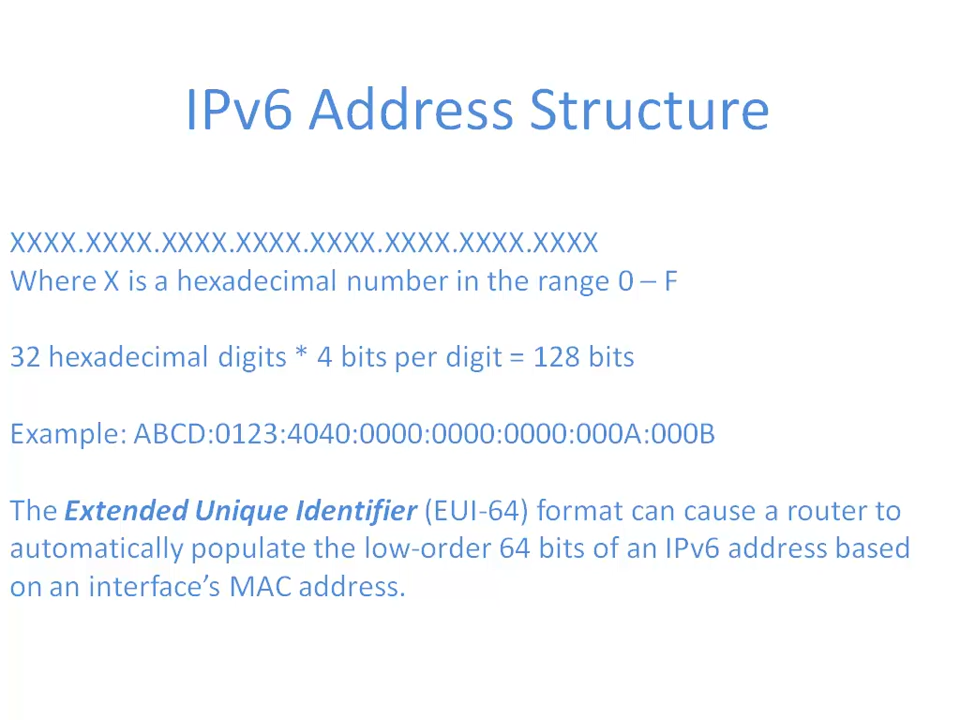 IPv6 Address Structure
XXXX.XXXX.XXXX.XXXX.XXXX.XXXX.XXXX.XXXX
Where X is a hexadecimal number in the range 0 – F
32 hexadecimal digits * 4 bits per digit = 128 bits
Example: ABCD:0123:4040:0000:0000:0000:000A:000B
The Extended Unique Identifier (EUI-64) format can cause a router to
automatically populate the low-order 64 bits of an IPv6 address based
on an interface’s MAC address.